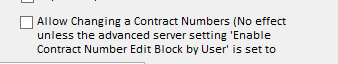 Allow Changing a Contract Numbers (No effect
unless the advanced server setting 'Enable
Contract Number Edit Block by User' is set to